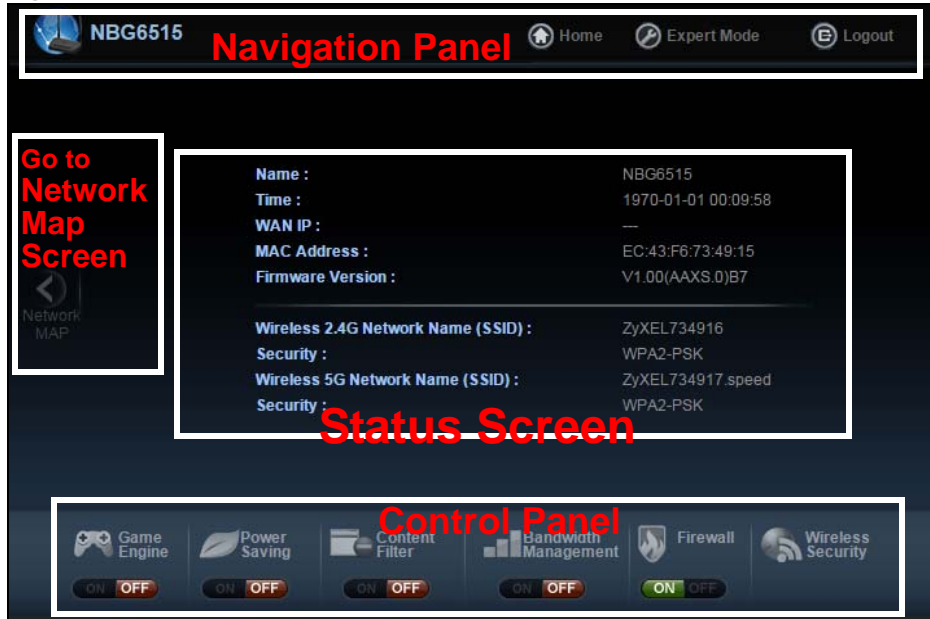 NBG6515
Navigation Panel
Home
Expert Mode
Logout
Go to
Network
Map
Screen
Network
MAP
Name : NBG6515
Time : 1970-01-01 00:09:58
WAN IP : ---
MAC Address : EC:43:F6:73:49:15
Firmware Version : V1.00(AAXS.0)B7
Wireless 2.4G Network Name (SSID) : ZyXEL734916
Security : WPA2-PSK
Wireless 5G Network Name (SSID) : ZyXEL734917.speed
Security : WPA2-PSK
Status Screen
Control Panel
Game
Engine
ON OFF
Power
Saving
ON OFF
Content
Filter
ON OFF
Bandwidth
Management
ON OFF
Firewall
ON OFF
Wireless
Security